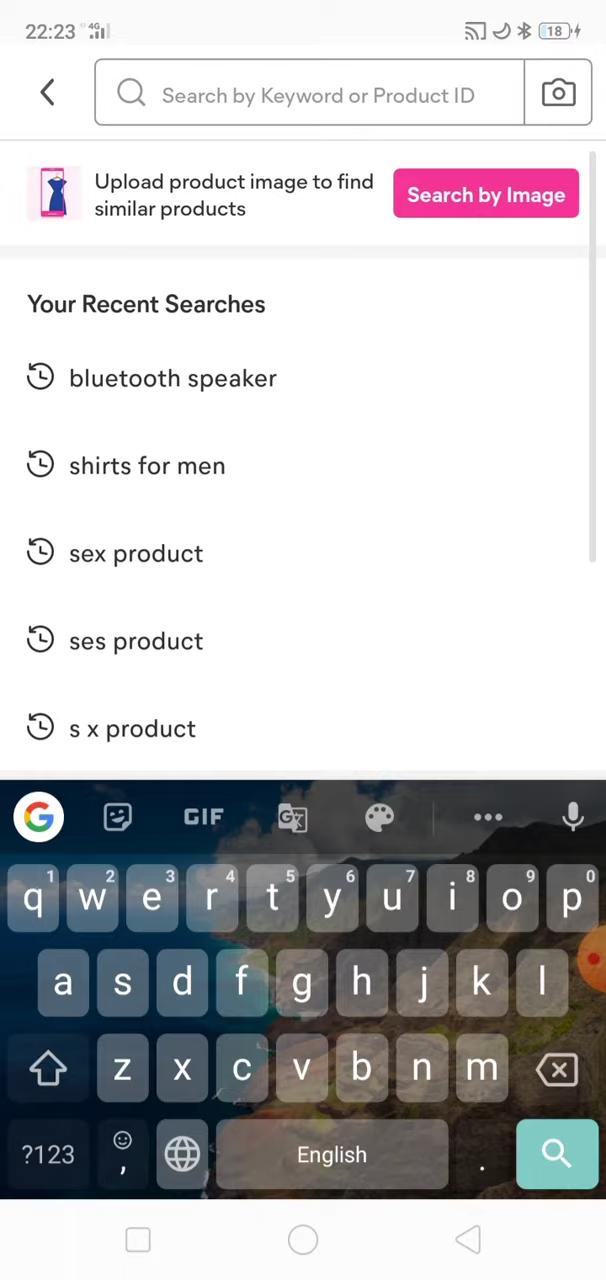 22:23 4G 18
Search by Keyword or Product ID
Upload product image to find
similar products
Search by Image
Your Recent Searches
bluetooth speaker
shirts for men
sex product
ses product
s x product
G GIF G
1 2 3 4 5 6 7 8 9 0
q w e r t y u i o p
a s d f g h j k l
z x c v b n m
?123 , English .